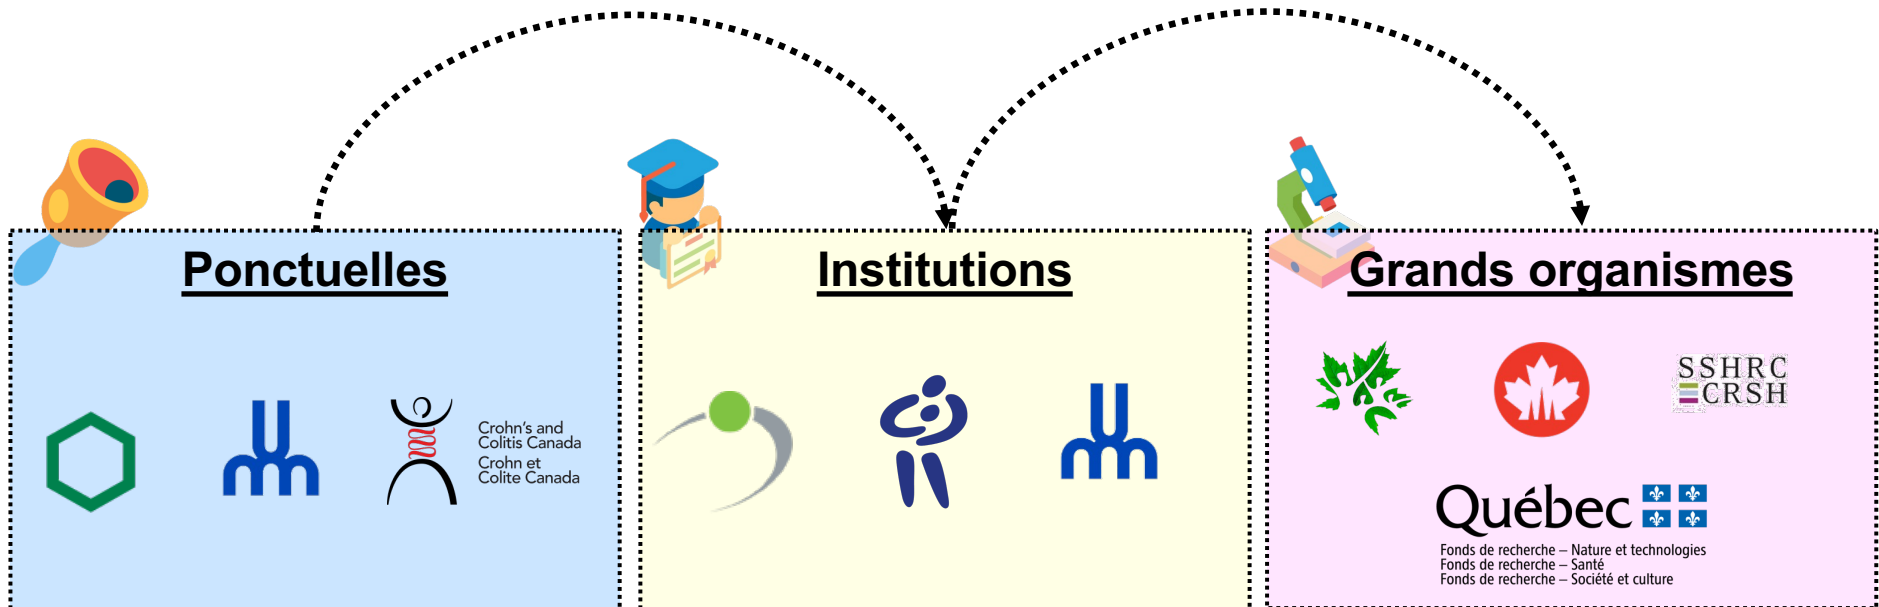 Ponctuelles
Institutions
Grands organismes
Crohn's and
Colitis Canada
Crohn et
Colite Canada
SSHRC
CRSH
Québec
Fonds de recherche – Nature et technologies
Fonds de recherche – Santé
Fonds de recherche – Société et culture